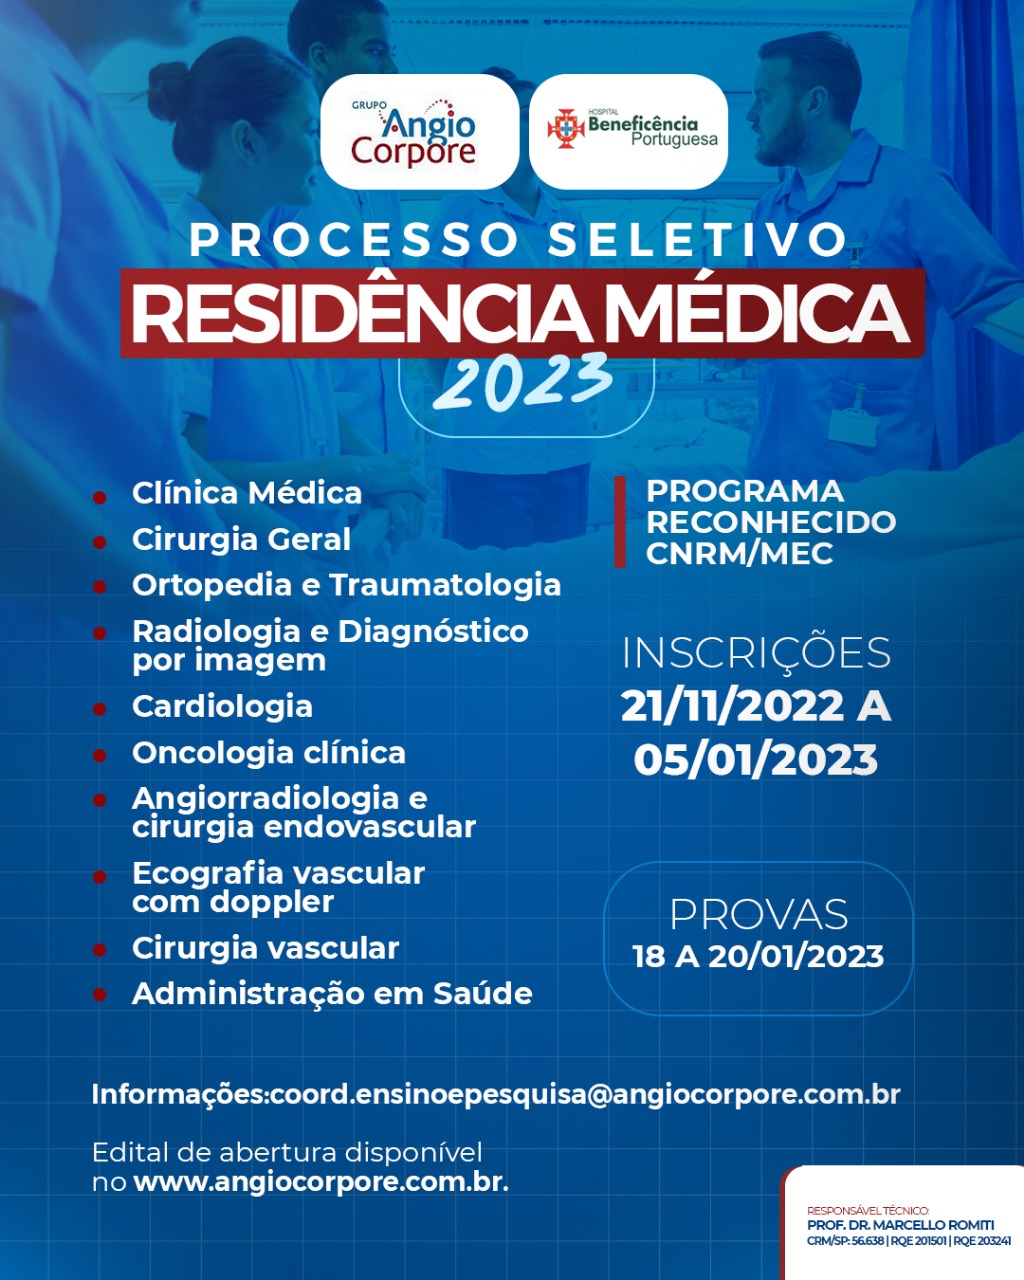 GRUPO
Angio
Corpore
HOSPITAL
Beneficência
Portuguesa
PROCESSO SELETIVO
RESIDÊNCIA MÉDICA
2023
Clínica Médica
Cirurgia Geral
Ortopedia e Traumatologia
Radiologia e Diagnóstico
por imagem
Cardiologia
Oncologia clínica
Angiorradiologia e
cirurgia endovascular
Ecografia vascular
com doppler
Cirurgia vascular
Administração em Saúde
PROGRAMA
RECONHECIDO
CNRM/MEC
INSCRIÇÕES
21/11/2022 A
05/01/2023
PROVAS
18 A 20/01/2023
Informações:coord.ensinoepesquisa@angiocorpore.com.br
Edital de abertura disponível
no www.angiocorpore.com.br.
RESPONSÁVEL TÉCNICO:
PROF. DR. MARCELLO ROMITI
CRM/SP: 56.638 | RQE 201501 | RQE 203241